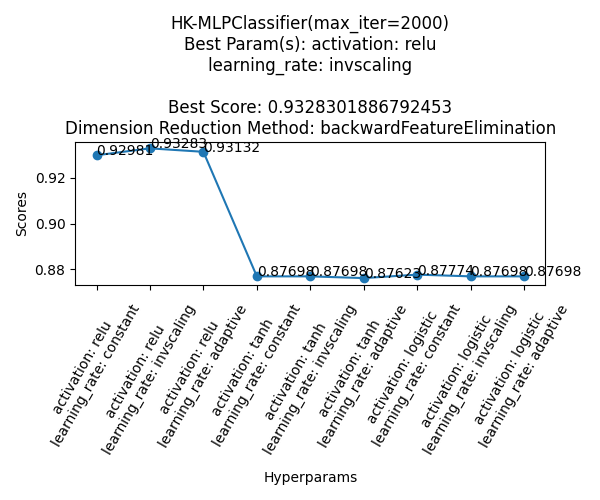 HK-MLPClassifier(max_iter=2000)
Best Param(s): activation: relu
learning_rate: invscaling
Best Score: 0.9328301886792453
Dimension Reduction Method: backwardFeatureElimination
Scores
0.92
0.90
0.88
0.92981
0.93283
0.93132
0.87698
0.87698
0.87623
0.87774
0.87698
0.87698
activation: relu
learning_rate: constant
activation: relu
learning_rate: invscaling
activation: relu
learning_rate: adaptive
activation: tanh
learning_rate: constant
activation: tanh
learning_rate: invscaling
activation: tanh
learning_rate: adaptive
activation: logistic
learning_rate: constant
activation: logistic
learning_rate: invscaling
activation: logistic
learning_rate: adaptive
Hyperparams